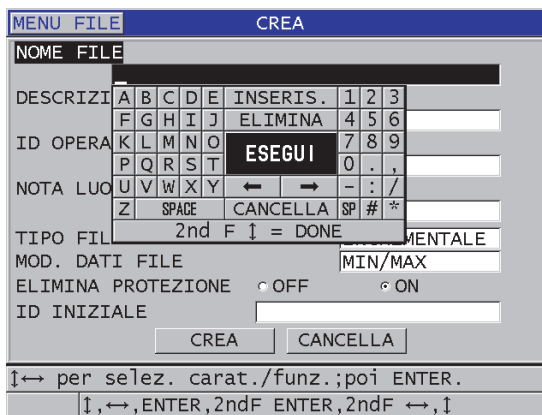 MENU FILE CREA
NOME FILE
DESCRIZI
A B C D E INSERIS. 1 2 3
F G H I J ELIMINA 4 5 6
ID OPERA
K L M N O ESEGUI 7 8 9
P Q R S T 0 . ,
NOTA LUO
U V W X Y ← → - : /
Z SPACE CANCELLA SP # *
2nd F ↕ = DONE
TIPO FIL INCREMENTALE
MOD. DATI FILE MIN/MAX
ELIMINA PROTEZIONE OFF ON
ID INIZIALE
CREA CANCELLA
↕↔ per selez. carat./funz.;poi ENTER.
↕,↔,ENTER,2ndF ENTER,2ndF ↔,↕